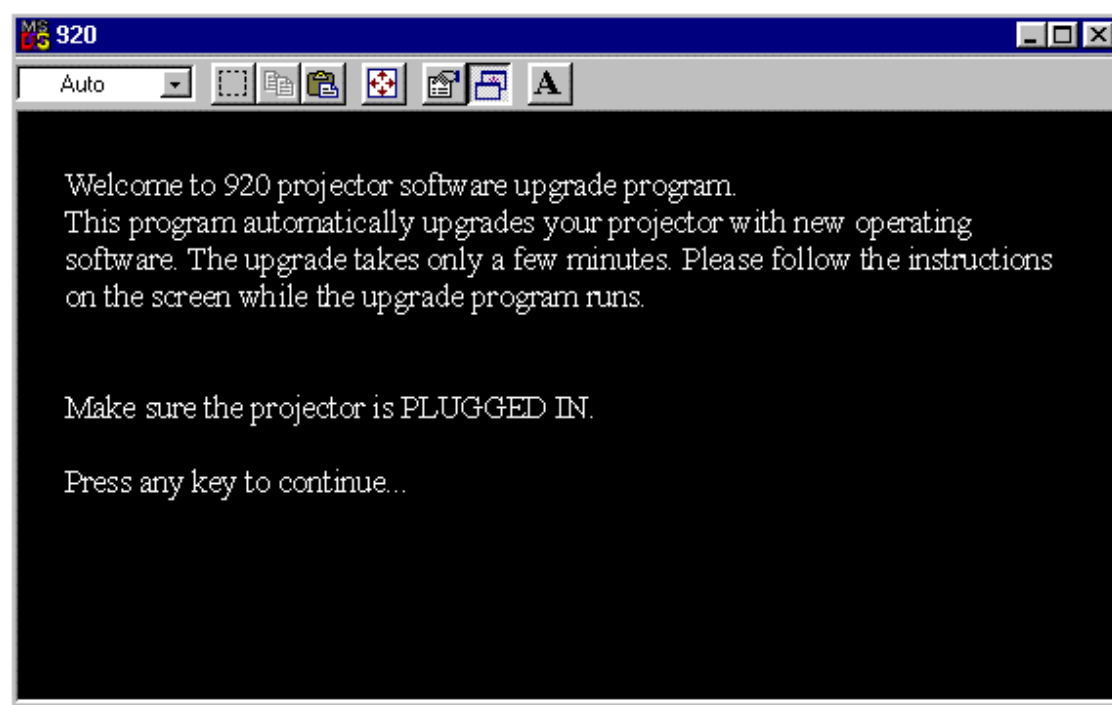 MS DS 920
Auto A
Welcome to 920 projector software upgrade program.
This program automatically upgrades your projector with new operating
software. The upgrade takes only a few minutes. Please follow the instructions
on the screen while the upgrade program runs.
Make sure the projector is PLUGGED IN.
Press any key to continue...